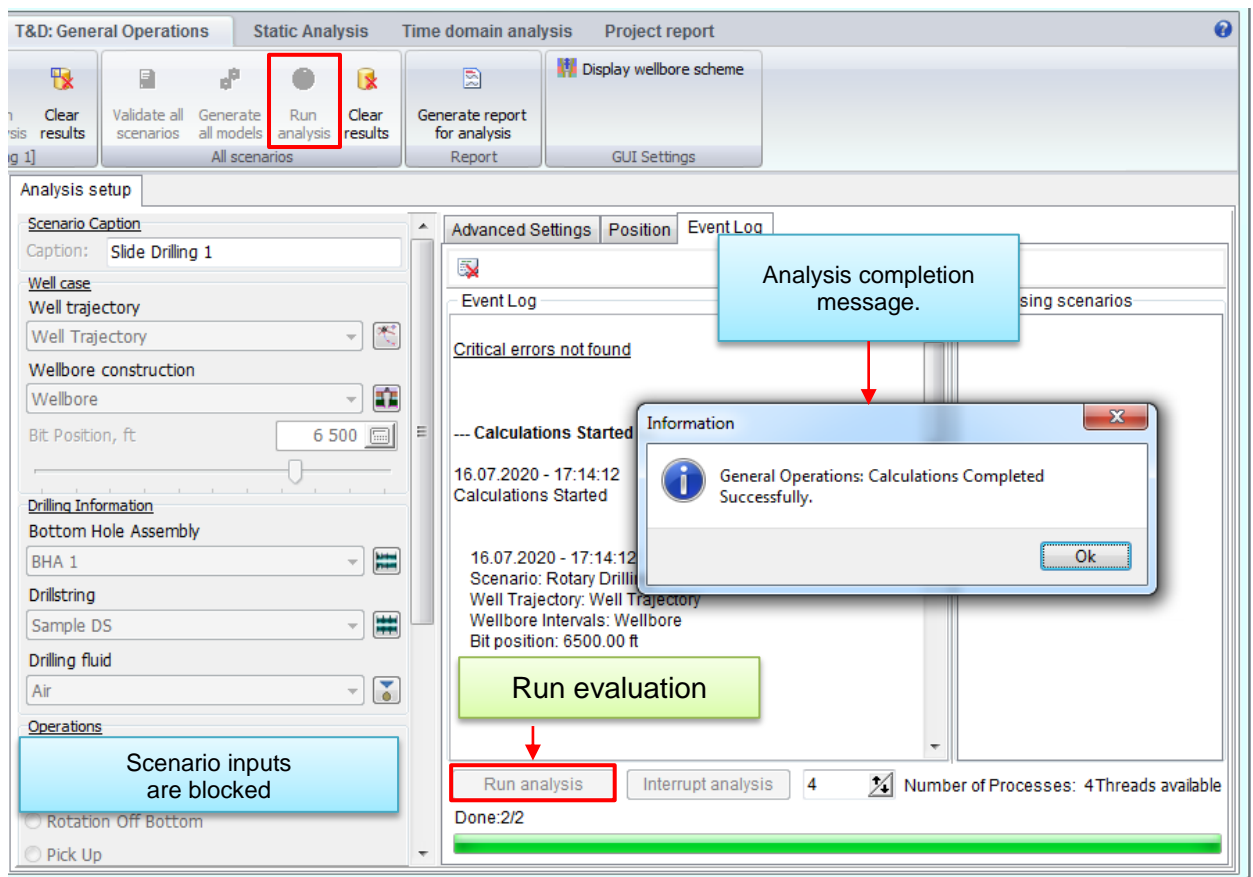 T&D: General Operations Static Analysis Time domain analysis Project report
Display wellbore scheme
Clear results
Validate all scenarios
Generate all models
Run analysis
Clear results
Generate report for analysis
1]
All scenarios
Report
GUI Settings
Analysis setup
Scenario Caption
Caption: Slide Drilling 1
Well case
Well trajectory
Well Trajectory
Wellbore construction
Wellbore
Bit Position, ft 6 500
Drilling Information
Bottom Hole Assembly
BHA 1
Drillstring
Sample DS
Drilling fluid
Air
Operations
Scenario inputs
are blocked
Rotation Off Bottom
Pick Up
Advanced Settings Position Event Log
Analysis completion
message.
Event Log
scenarios
Critical errors not found
--- Calculations Started
16.07.2020 - 17:14:12
Calculations Started
16.07.2020 - 17:14:12
Scenario: Rotary
Well Trajectory: Well Trajectory
Wellbore Intervals: Wellbore
Bit position: 6500.00 ft
Information
General Operations: Calculations Completed
Successfully.
Ok
Run evaluation
Run analysis Interrupt analysis 4 Number of Processes: 4 Threads available
Done:2/2